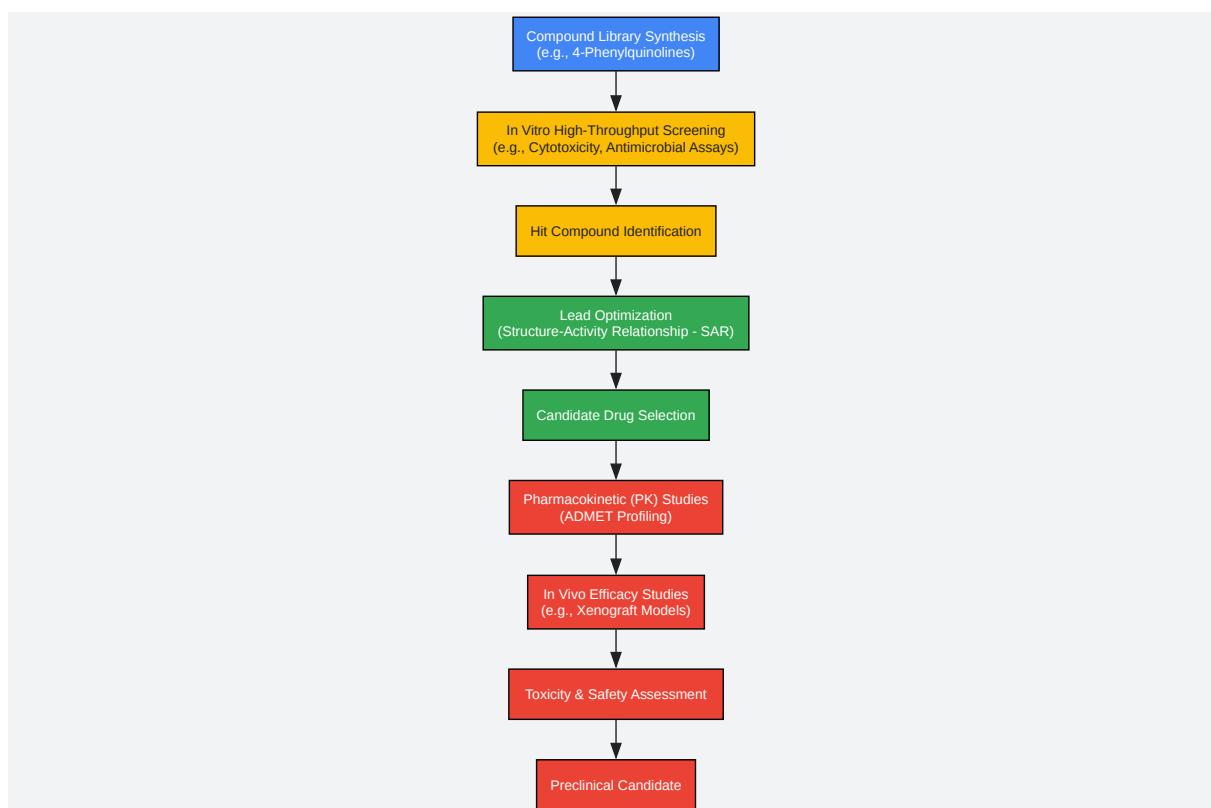 Compound Library Synthesis
(e.g., 4-Phenylquinolines)
In Vitro High-Throughput Screening
(e.g., Cytotoxicity, Antimicrobial Assays)
Hit Compound Identification
Lead Optimization
(Structure-Activity Relationship - SAR)
Candidate Drug Selection
Pharmacokinetic (PK) Studies
(ADMET Profiling)
In Vivo Efficacy Studies
(e.g., Xenograft Models)
Toxicity & Safety Assessment
Preclinical Candidate